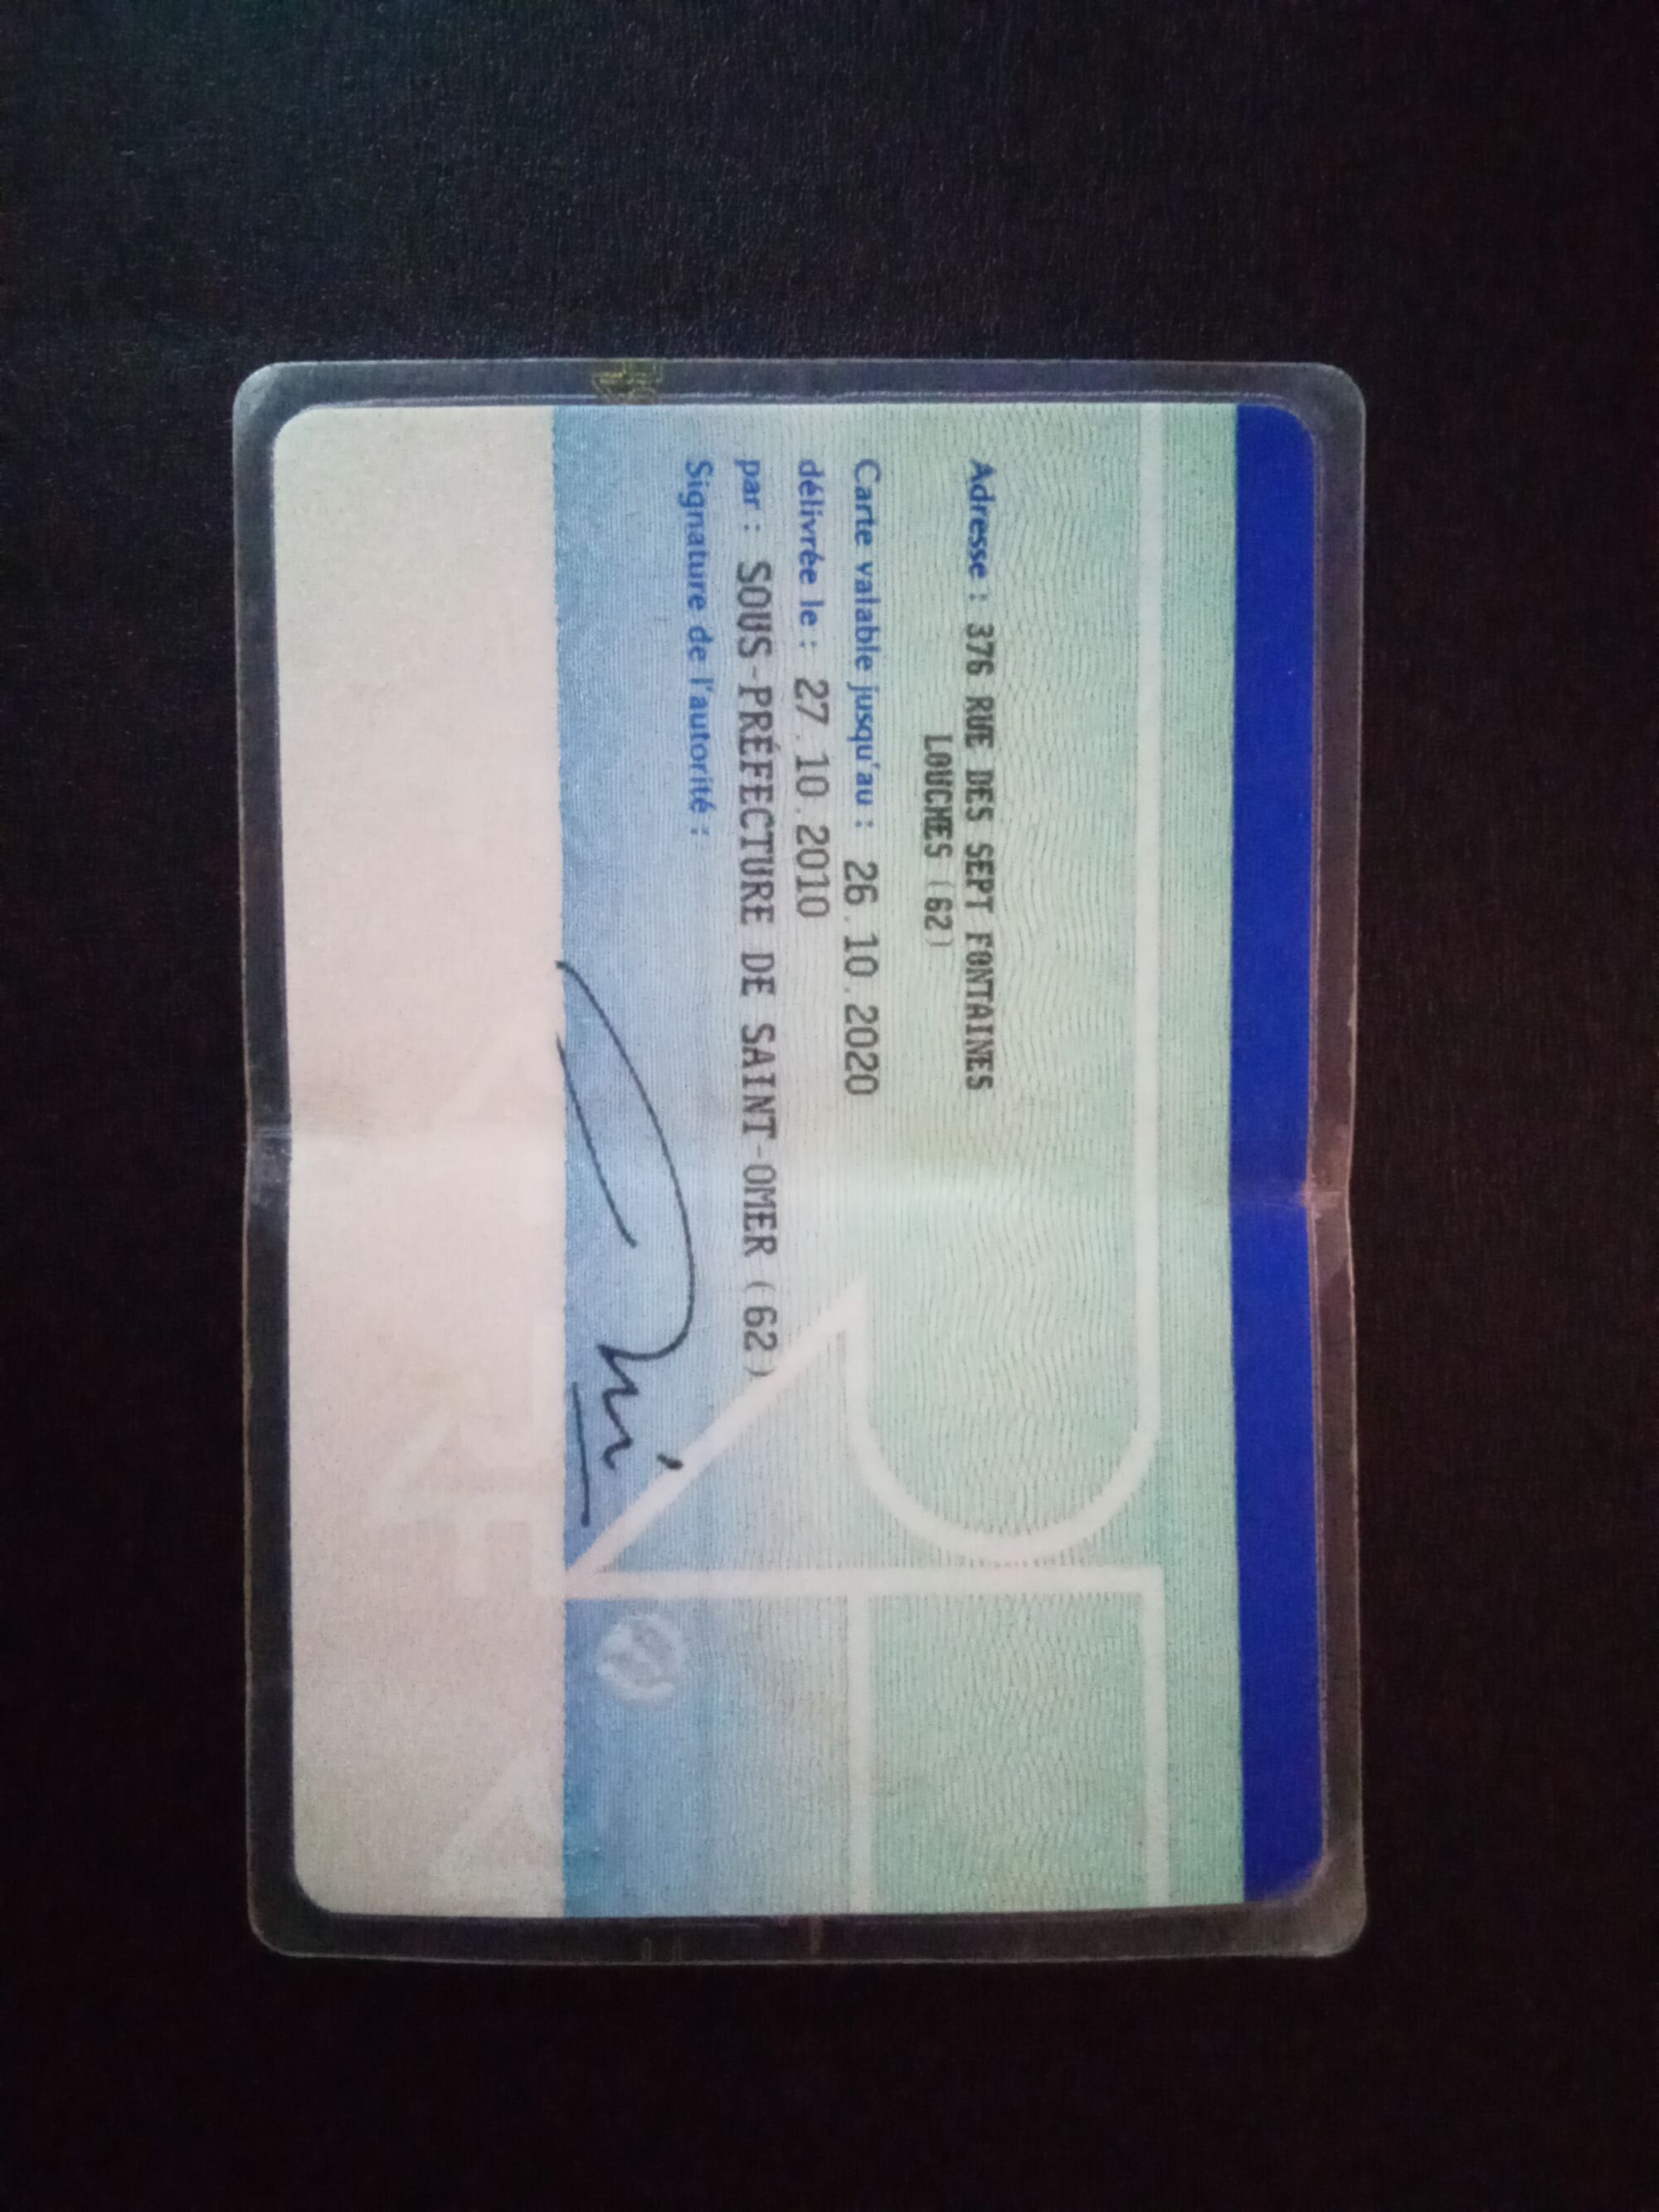 Adresse : 376 RUE DES SEPT FONTAINES
LOUCHES (62)
Carte valable jusqu'au : 26.10.2020
délivrée le : 27.10.2010
par : SOUS-PRÉFECTURE DE SAINT-OMER (62)
Signature de l'autorité :